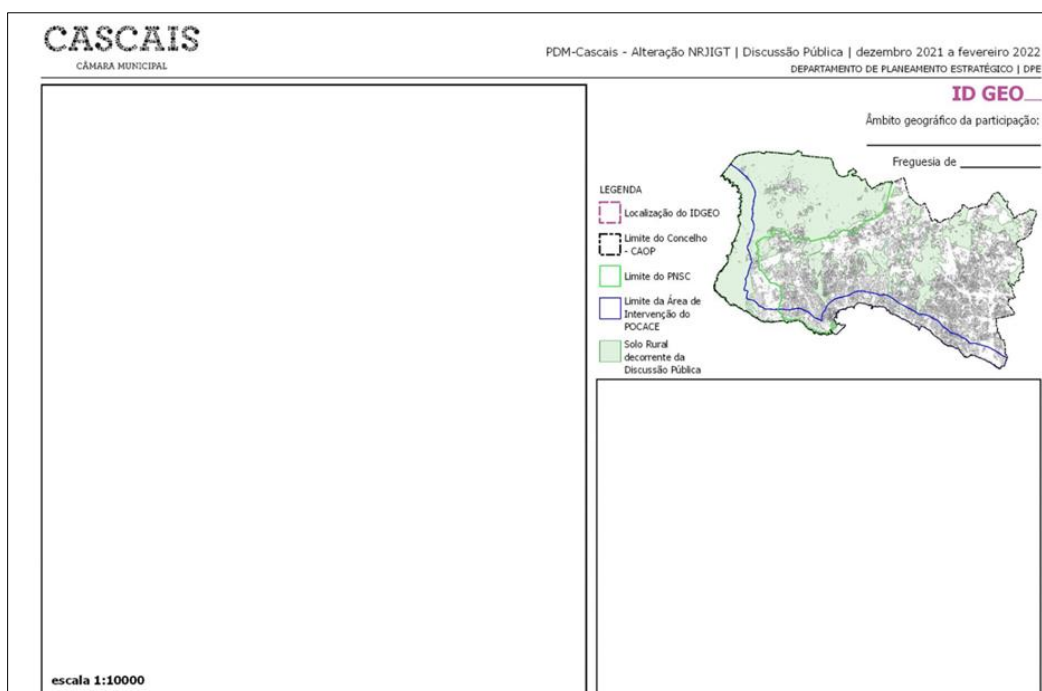 CASCAIS
CÂMARA MUNICIPAL
PDM-Cascais - Alteração NRJIGT | Discussão Pública | dezembro 2021 a fevereiro 2022
DEPARTAMENTO DE PLANEAMENTO ESTRATÉGICO | DPE
ID GEO__
Âmbito geográfico da participação:
Freguesia de ________
LEGENDA
Localização do IDGEO
Limite do Concelho
- CAOP
Limite do PNSC
Limite da Área de
Intervenção do
POCACE
Solo Rural
decorrente da
Discussão Pública
escala 1:10000